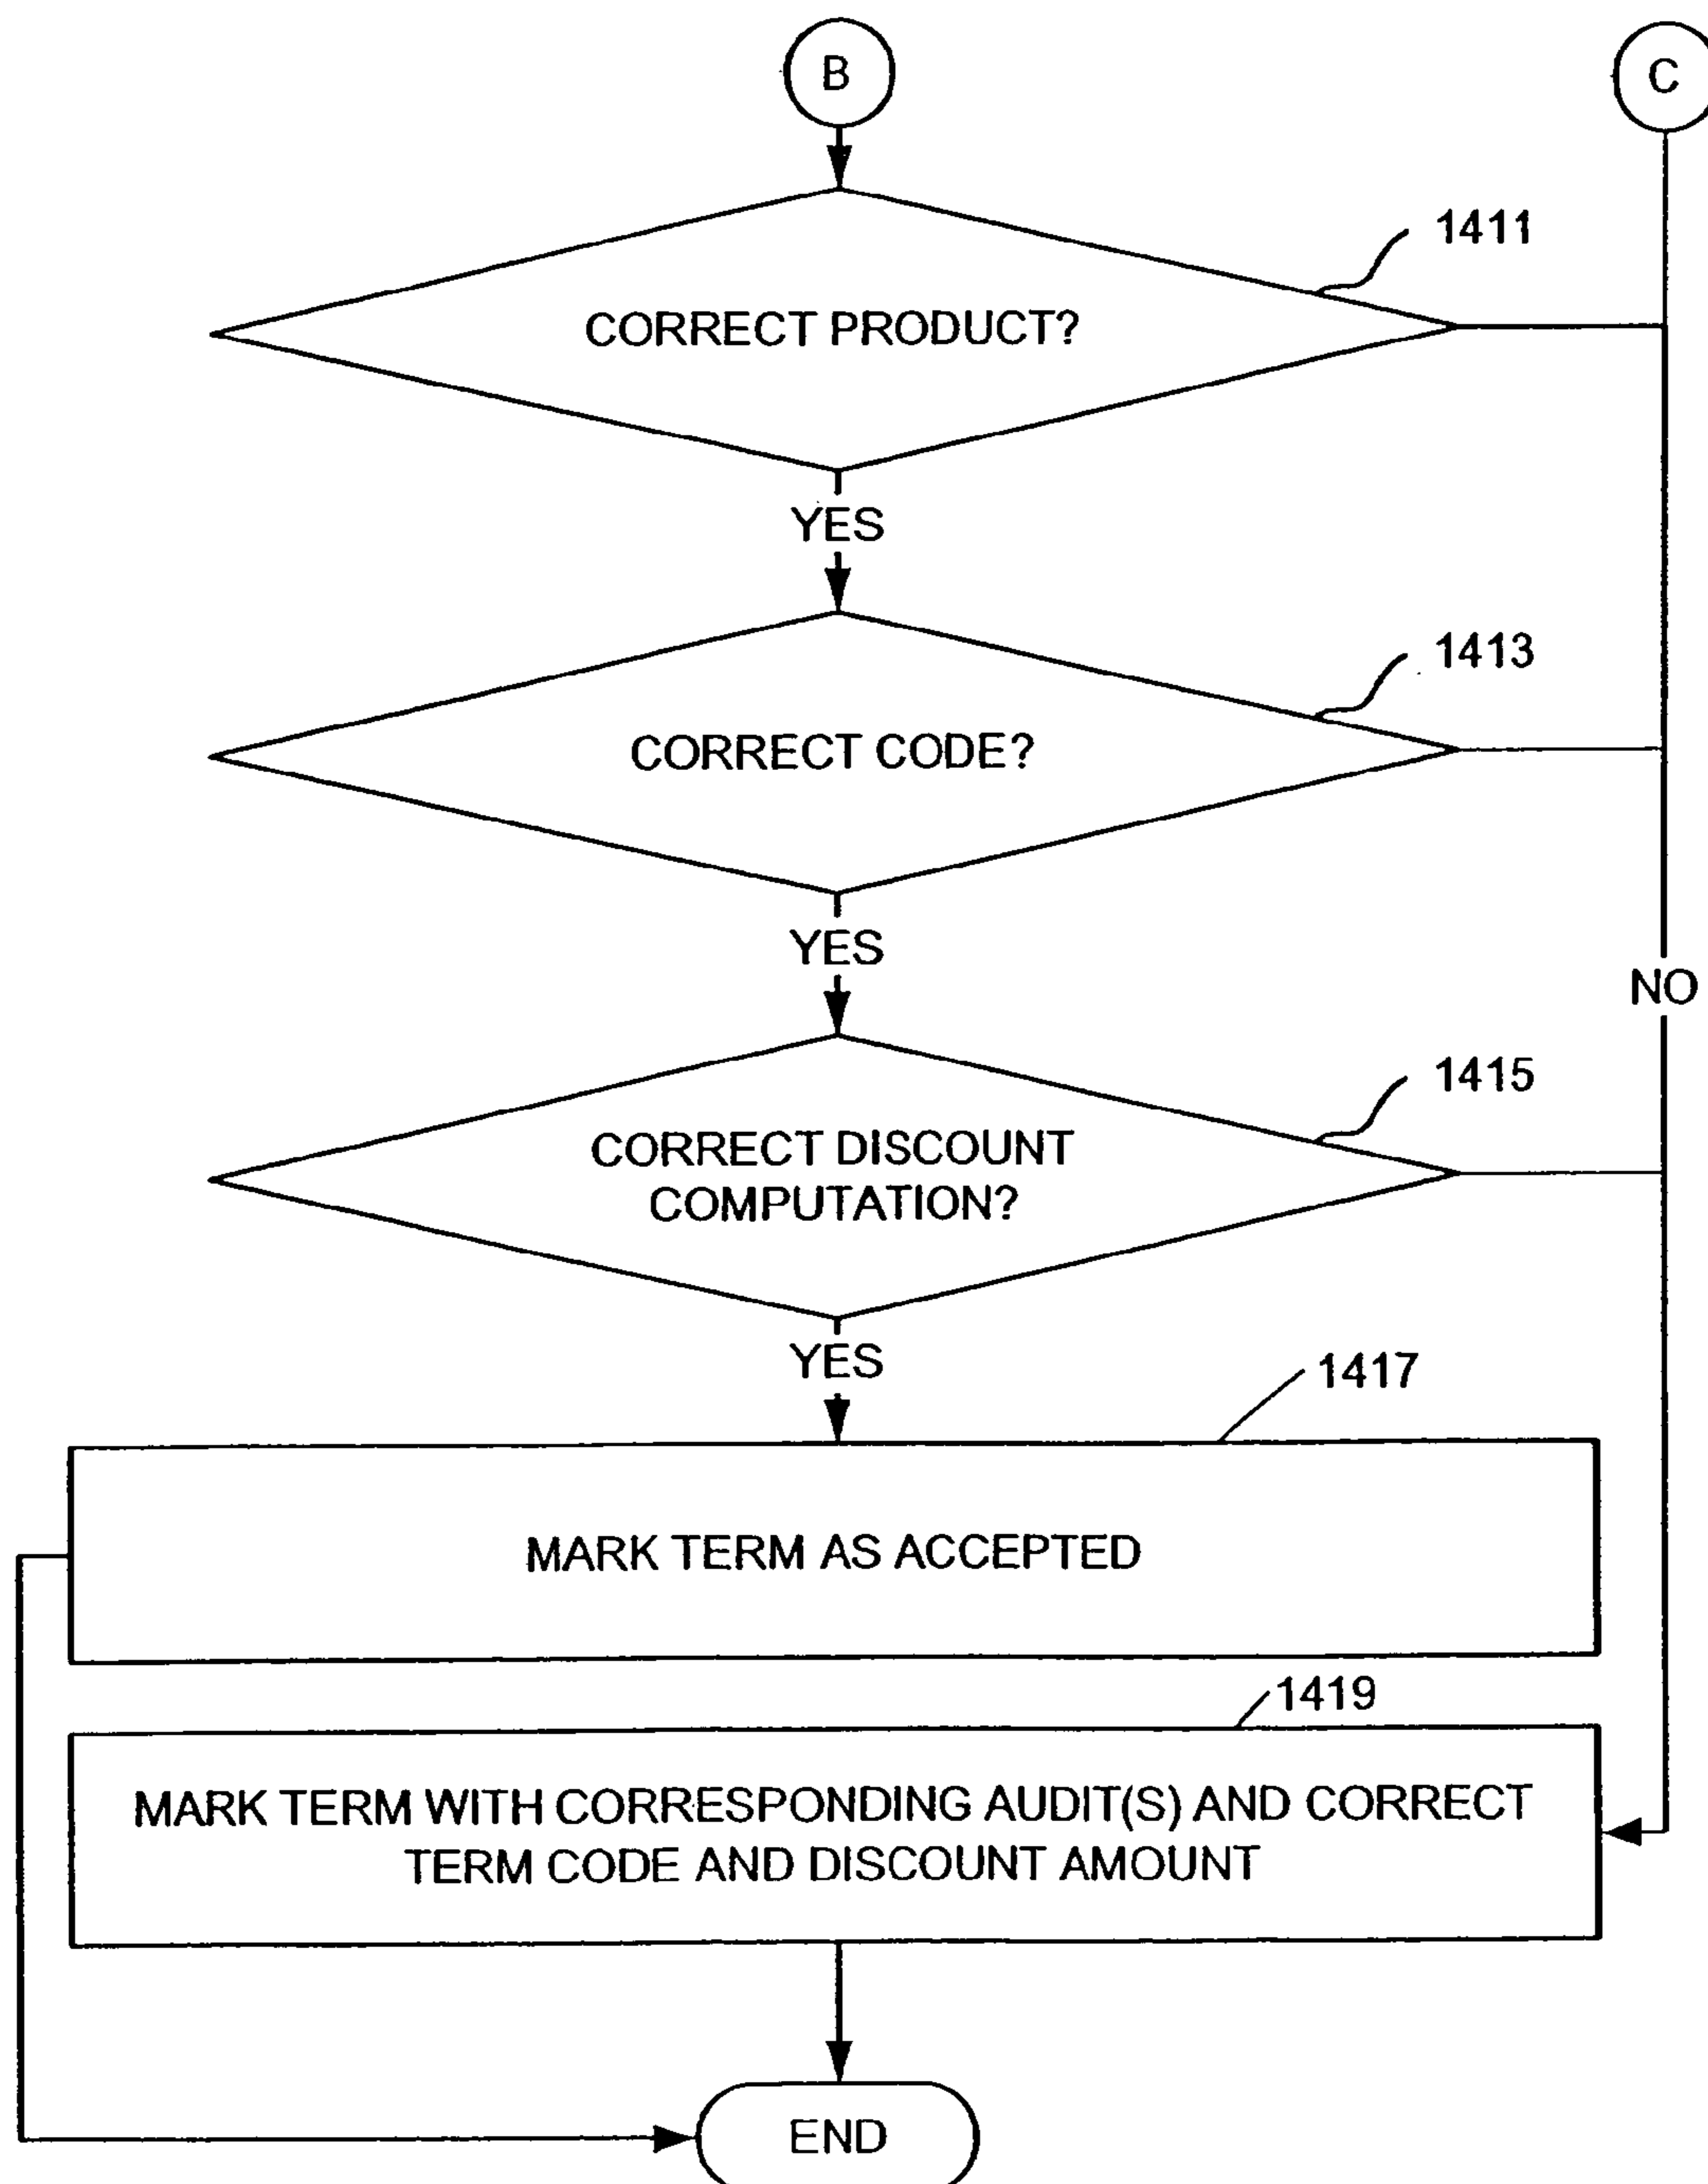 B
C
1411
CORRECT PRODUCT?
YES
1413
CORRECT CODE?
YES
NO
1415
CORRECT DISCOUNT
COMPUTATION?
YES
1417
MARK TERM AS ACCEPTED
1419
MARK TERM WITH CORRESPONDING AUDIT(S) AND CORRECT
TERM CODE AND DISCOUNT AMOUNT
END